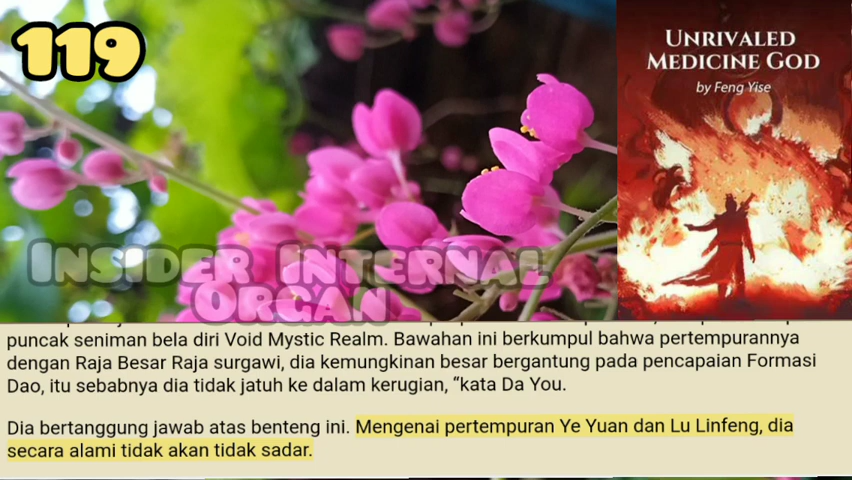 119
UNRIVALED
MEDICINE GOD
by Feng Yise
INSIDER INTERNAL
ORGAN
puncak seniman bela diri Void Mystic Realm. Bawahan ini berkumpul bahwa pertempurannya
dengan Raja Besar Raja surgawi, dia kemungkinan besar bergantung pada pencapaian Formasi
Dao, itu sebabnya dia tidak jatuh ke dalam kerugian, “kata Da You.
Dia bertanggung jawab atas benteng ini. Mengenai pertempuran Ye Yuan dan Lu Linfeng, dia
secara alami tidak akan tidak sadar.